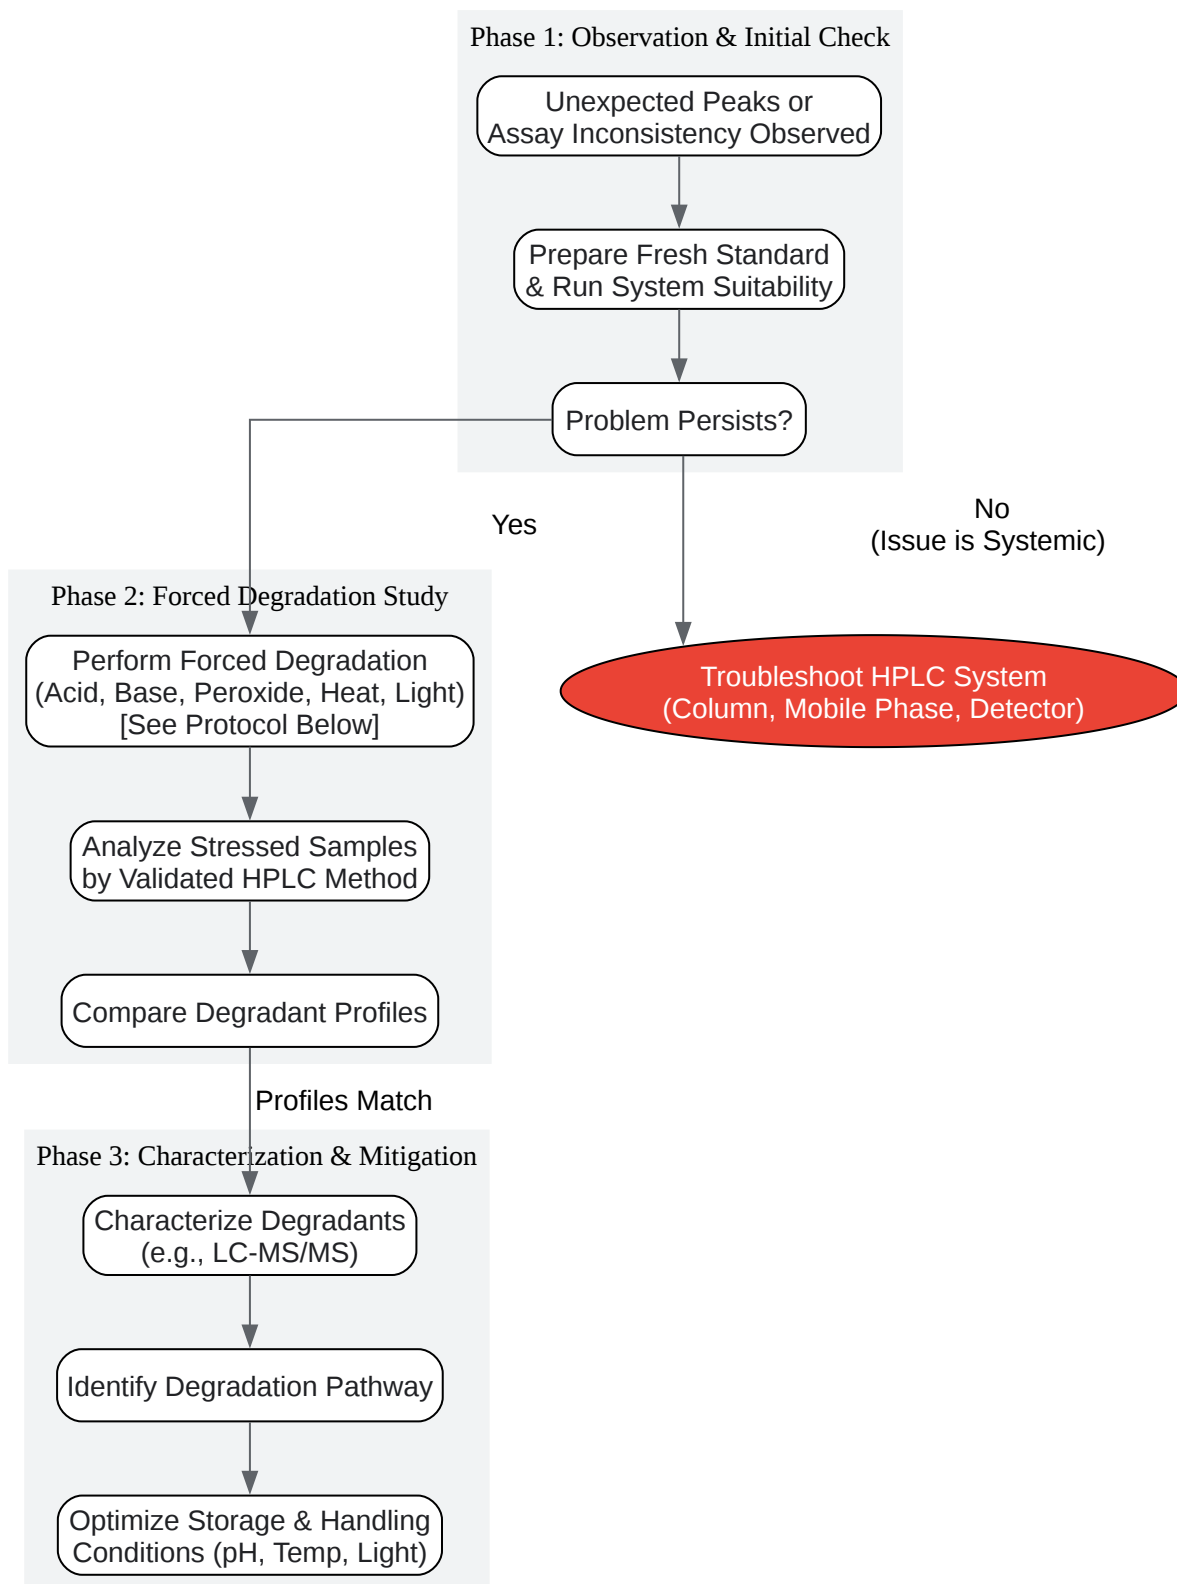 Phase 1: Observation & Initial Check
Unexpected Peaks or
Assay Inconsistency Observed
Prepare Fresh Standard
& Run System Suitability
Problem Persists?
Yes
No
(Issue is Systemic)
Phase 2: Forced Degradation Study
Perform Forced Degradation
(Acid, Base, Peroxide, Heat, Light)
[See Protocol Below]
Troubleshoot HPLC System
(Column, Mobile Phase, Detector)
Analyze Stressed Samples
by Validated HPLC Method
Compare Degradant Profiles
Profiles Match
Phase 3: Characterization & Mitigation
Characterize Degradants
(e.g., LC-MS/MS)
Identify Degradation Pathway
Optimize Storage & Handling
Conditions (pH, Temp, Light)